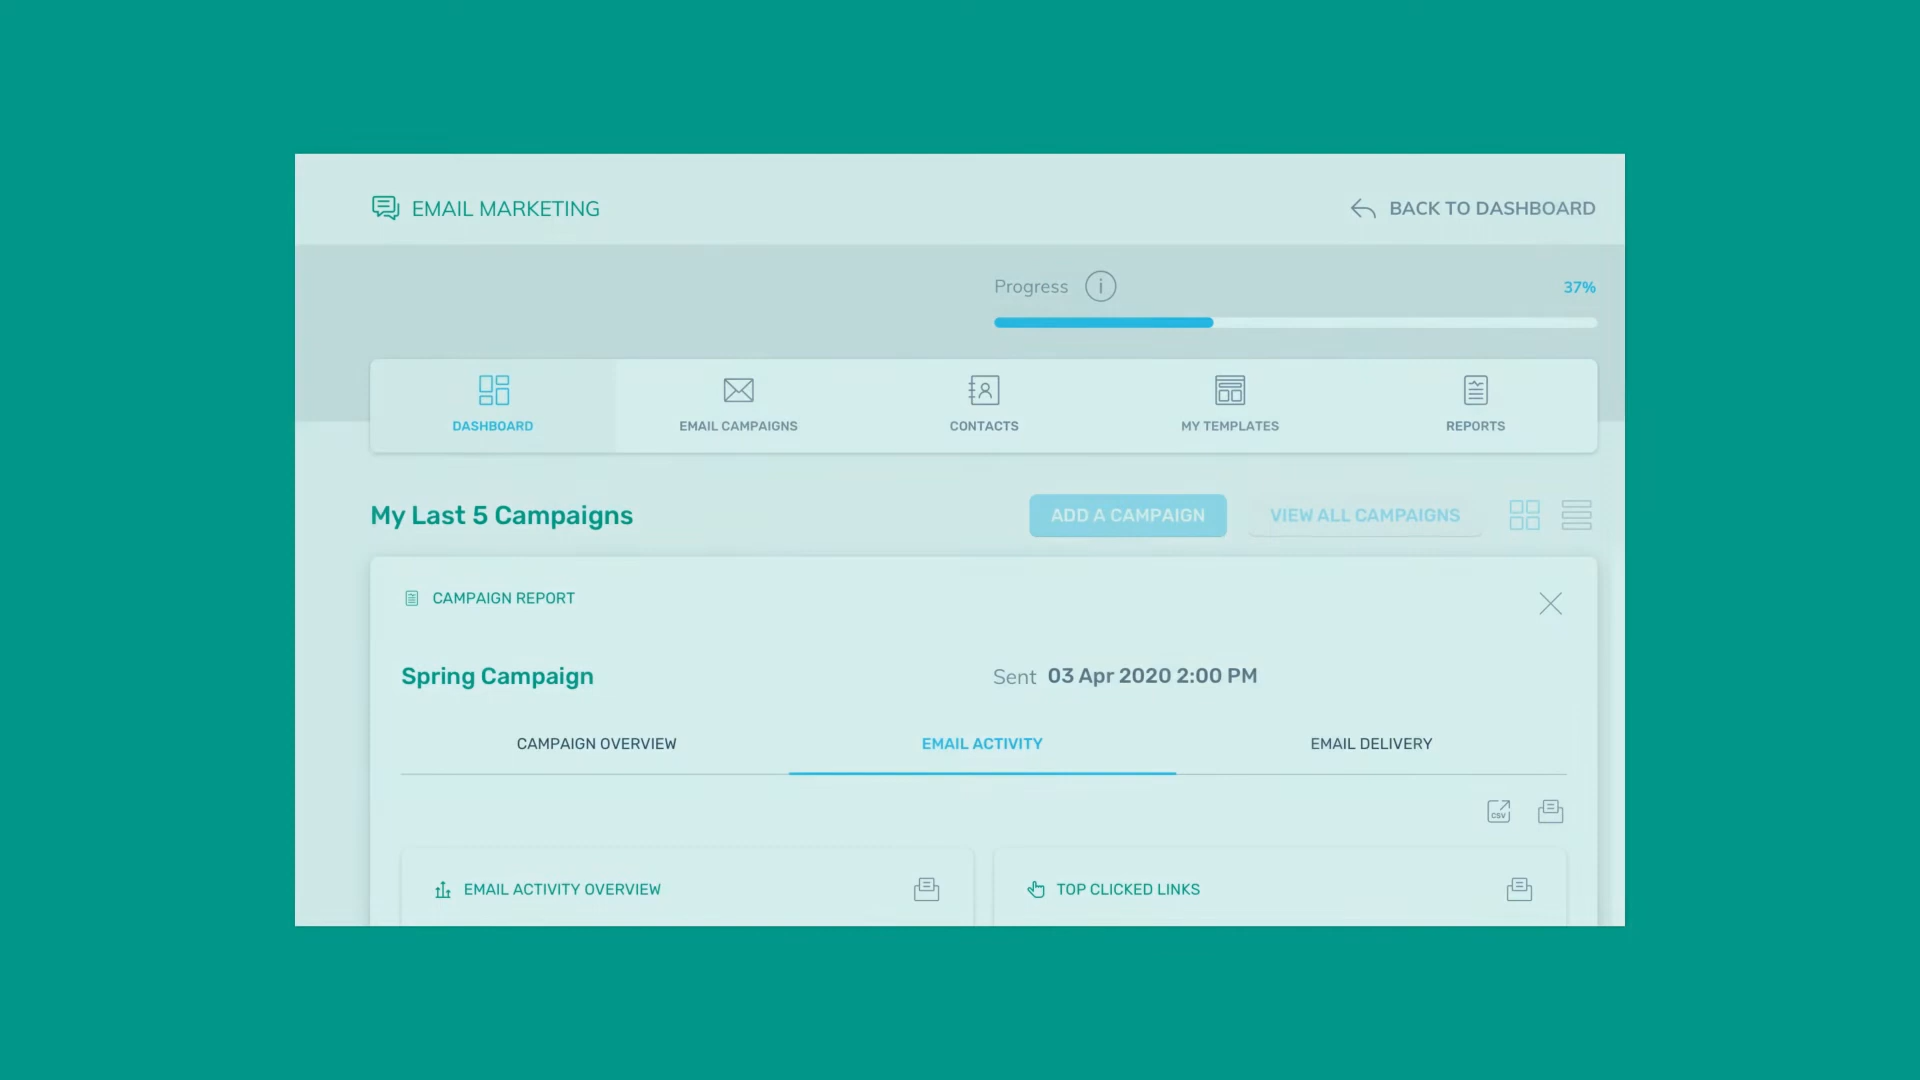 EMAIL MARKETING
BACK TO DASHBOARD
Progress i
37%
DASHBOARD
EMAIL CAMPAIGNS
CONTACTS
MY TEMPLATES
REPORTS
My Last 5 Campaigns
ADD A CAMPAIGN
VIEW ALL CAMPAIGNS
CAMPAIGN REPORT
Spring Campaign
Sent 03 Apr 2020 2:00 PM
CAMPAIGN OVERVIEW
EMAIL ACTIVITY
EMAIL DELIVERY
CSV
EMAIL ACTIVITY OVERVIEW
TOP CLICKED LINKS